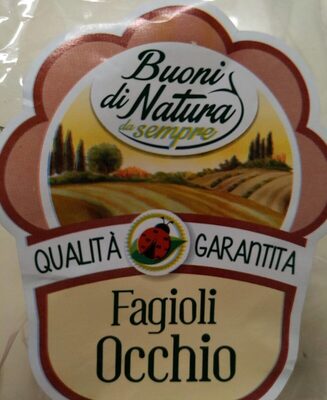 Buoni
di Natura
da sempre
QUALITÀ GARANTITA
Fagioli
Occhio